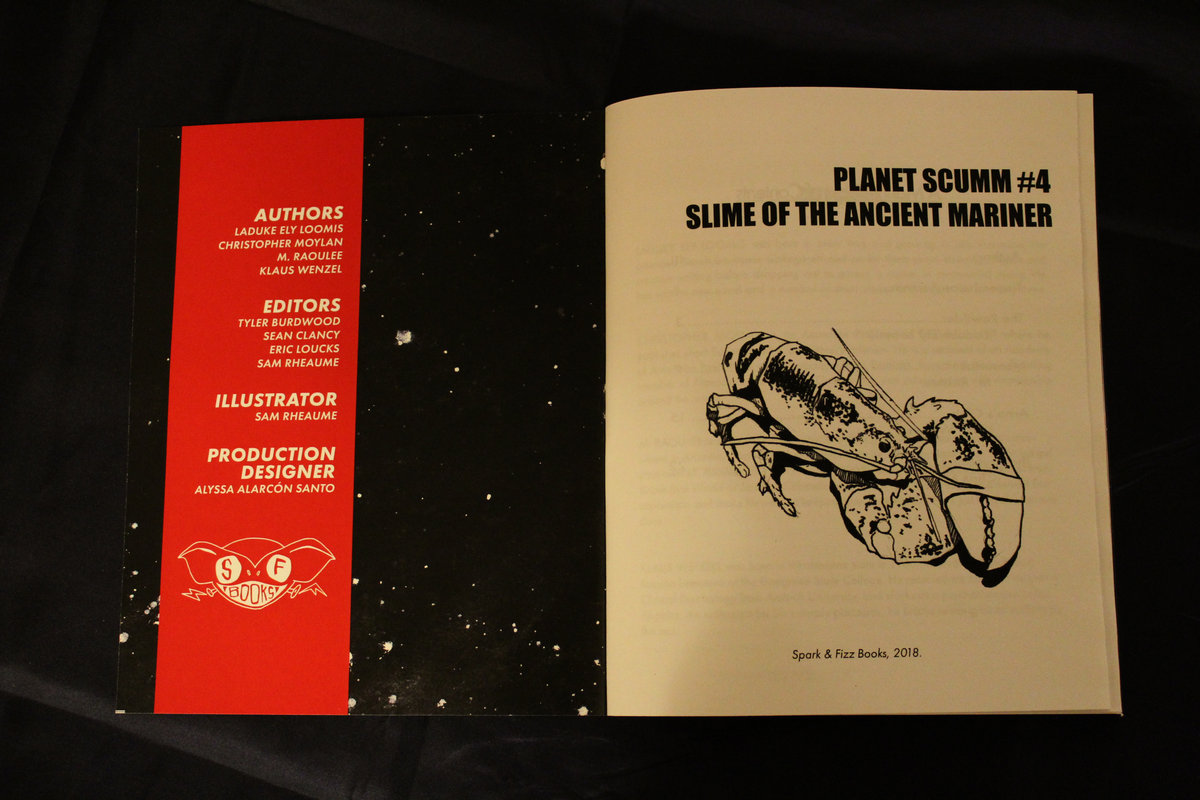 AUTHORS
LADUKE ELY LOOMIS
CHRISTOPHER MOYLAN
M. RAOULEE
KLAUS WENZEL
EDITORS
TYLER BURDWOOD
SEAN CLANCY
ERIC LOUCKS
SAM RHEAUME
ILLUSTRATOR
SAM RHEAUME
PRODUCTION
DESIGNER
ALYSSA ALARCÓN SANTO
S F
BOOKS!
PLANET SCUMM #4
SLIME OF THE ANCIENT MARINER
Spark & Fizz Books, 2018.